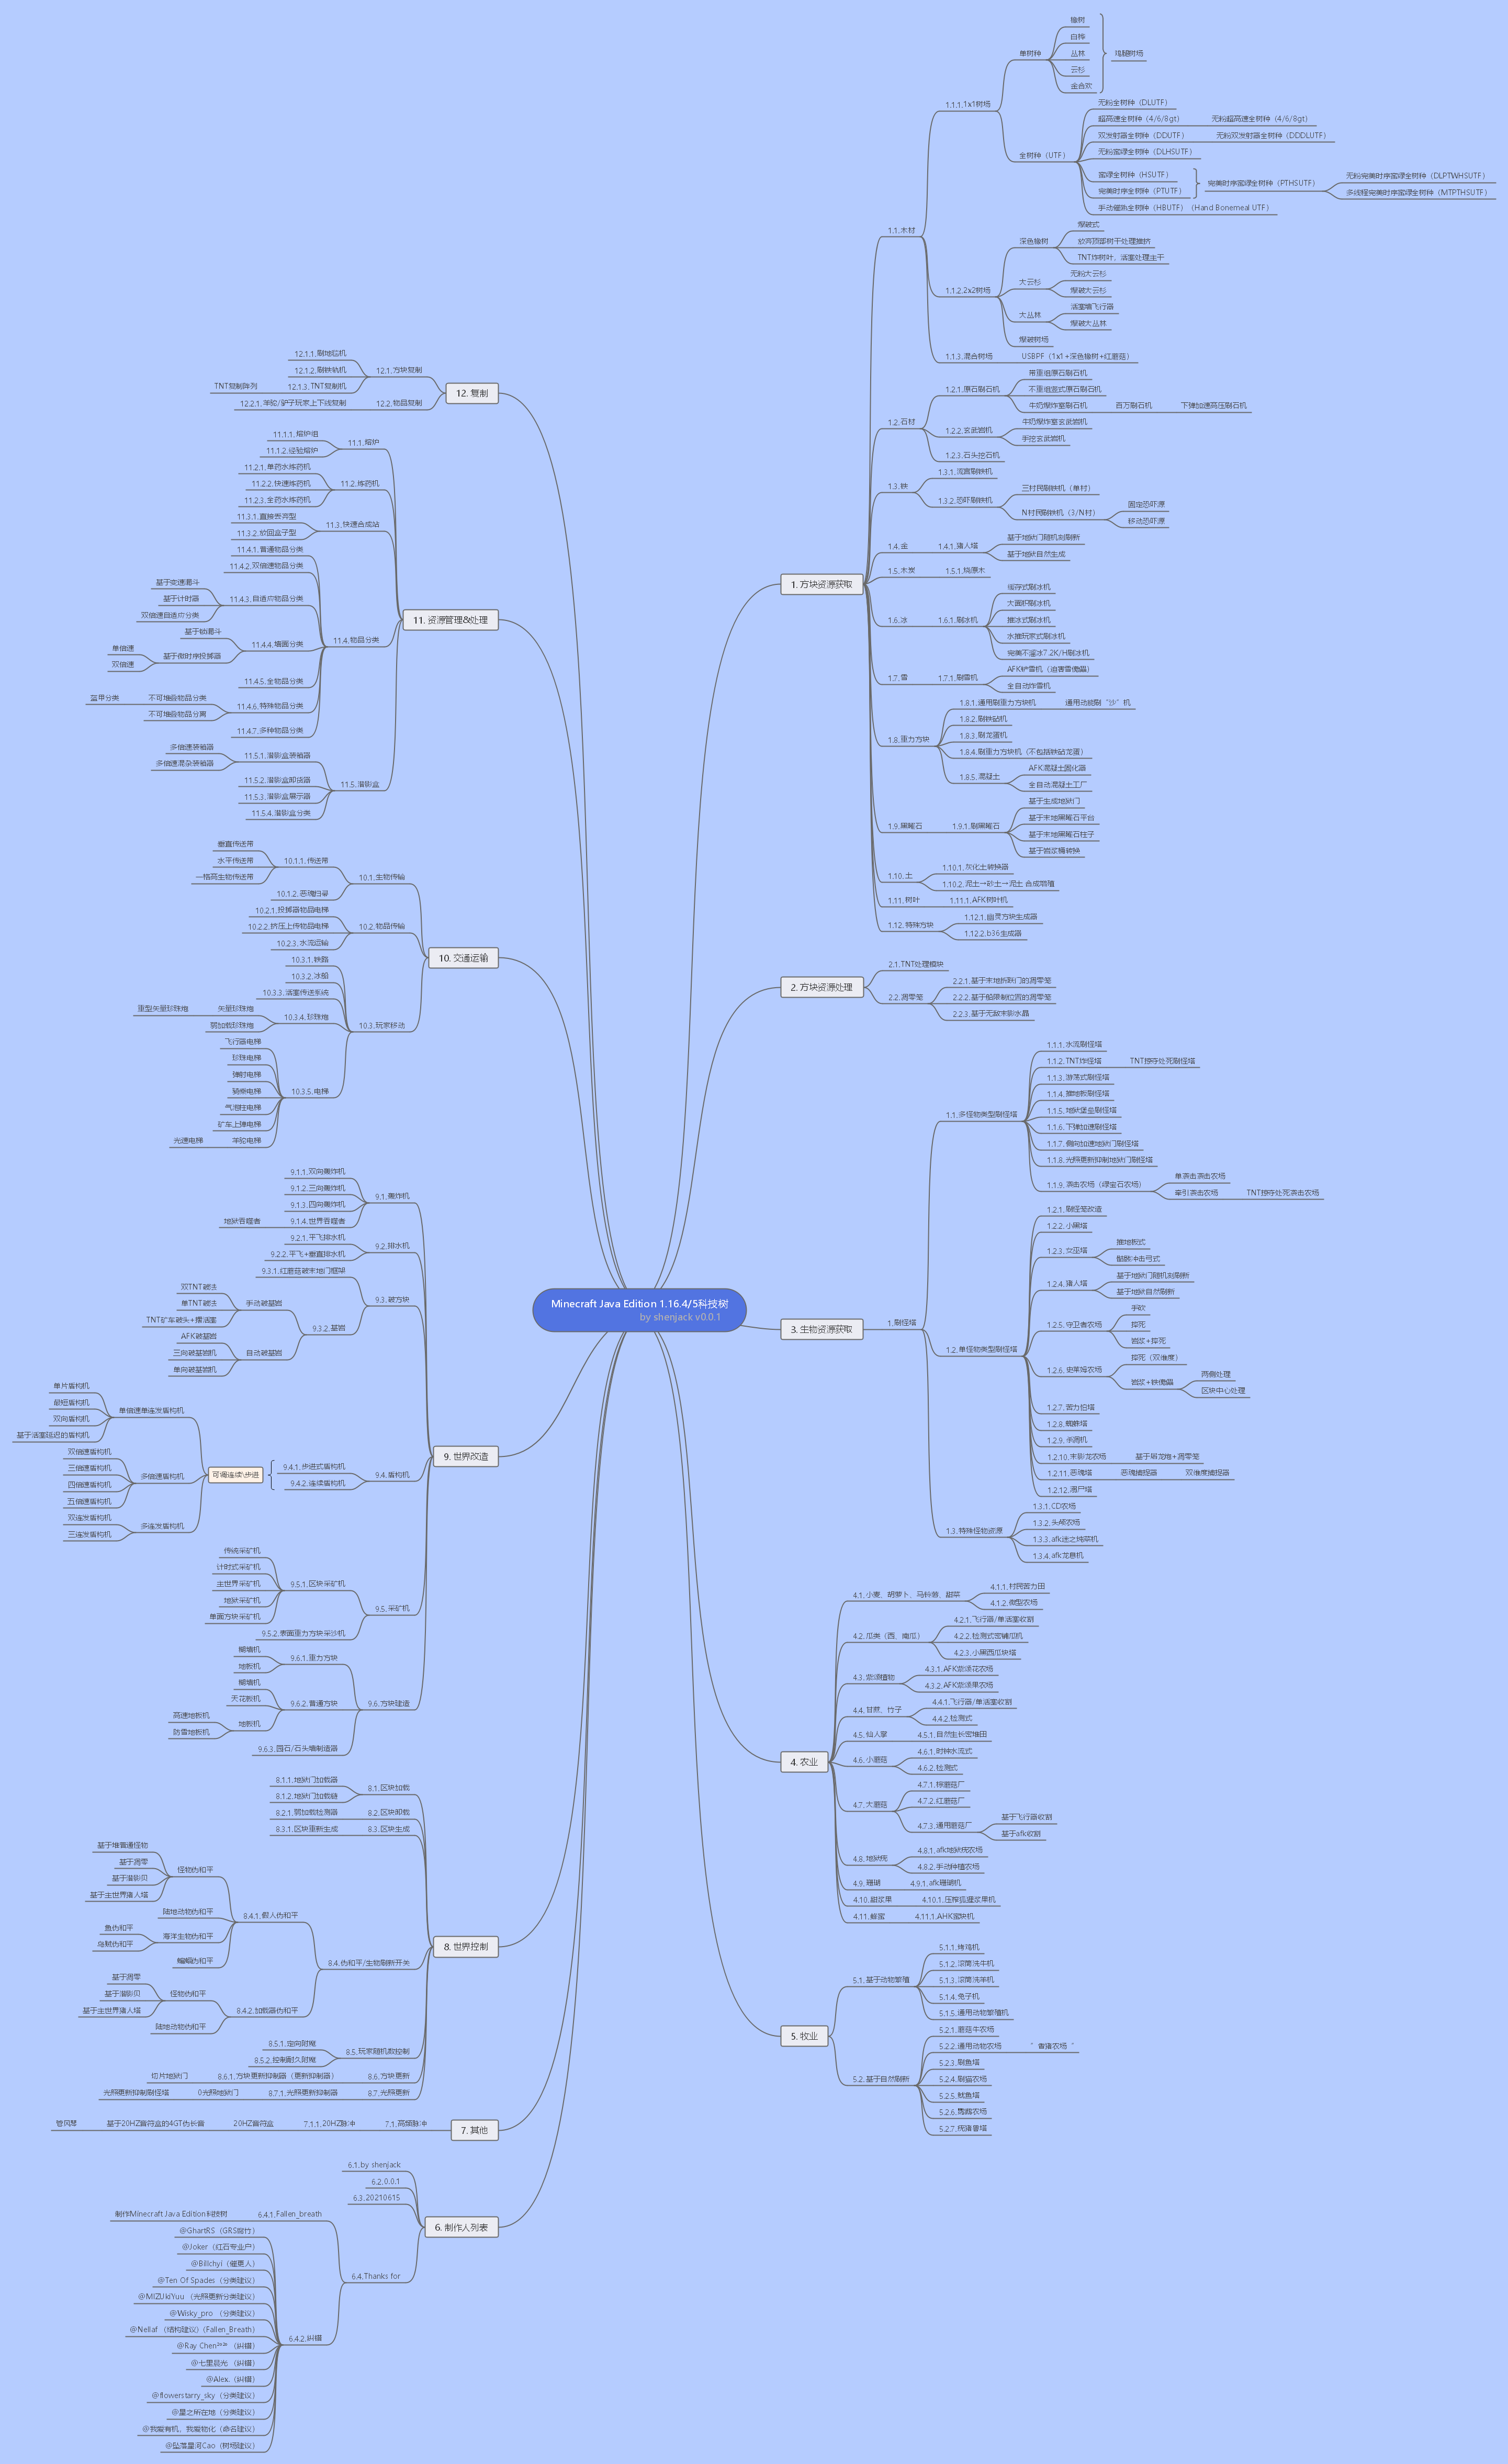 Minecraft Java Edition 1.16.4/5科技树
by shenjack v0.0.1
1. 方块资源获取
1.1. 木材
1.1.1. 1x1树场
单树种
橡树
白桦
丛林
云杉
金合欢
鸡腿树场
全树种（UTF）
无粉全树种（DLUTF）
超高速全树种（4/6/8gt）
无粉超高速全树种（4/6/8gt）
双发射器全树种（DDUTF）
无粉双发射器全树种（DDDLUTF）
无粉蜜绿全树种（DLHSUTF）
蜜绿全树种（HSUTF）
完美时序全树种（PTUTF）
完美时序蜜绿全树种（PTHSUTF）
无粉完美时序蜜绿全树种（DLPTWHSUTF）
多线程完美时序蜜绿全树种（MTPTHSUTF）
手动催熟全树种（HBUTF）（Hand Bonemeal UTF）
1.1.2. 2x2树场
深色橡树
爆破式
放弃顶部树干处理推挤
TNT炸树叶，活塞处理主干
大云杉
无粉大云杉
爆破大云杉
大丛林
活塞墙飞行器
爆破大丛林
爆破树场
1.1.3. 混合树场
USBPF（1x1+深色橡树+红蘑菇）
1.2. 石材
1.2.1. 原石刷石机
带重组原石刷石机
不重组竖式原石刷石机
牛奶爆炸室刷石机
百万刷石机
下弹加速高压刷石机
1.2.2. 玄武岩机
牛奶爆炸室玄武岩机
手挖玄武岩机
1.2.3. 石头挖石机
1.3. 铁
1.3.1. 流宫刷铁机
1.3.2. 恐吓刷铁机
三村民刷铁机（单村）
N村民刷铁机（3/N村）
固定恐吓源
移动恐吓源
1.4. 金
1.4.1. 猪人塔
基于地狱门随机刻刷新
基于地狱自然生成
1.5. 木炭
1.5.1. 烧原木
1.6. 冰
1.6.1. 刷冰机
缓存式刷冰机
大面积刷冰机
推冰式刷冰机
水推玩家式刷冰机
完美不溢冰7.2K/H刷冰机
1.7. 雪
1.7.1. 刷雪机
AFK铲雪机（迫害雪傀儡）
全自动炸雪机
1.8. 重力方块
1.8.1. 通用刷重力方块机
通用动能刷“沙”机
1.8.2. 刷铁砧机
1.8.3. 刷龙蛋机
1.8.4. 刷重力方块机（不包括铁砧龙蛋）
1.8.5. 混凝土
AFK混凝土固化器
全自动混凝土工厂
1.9. 黑曜石
1.9.1. 刷黑曜石
基于生成地狱门
基于末地黑曜石平台
基于末地黑曜石柱子
基于岩浆桶转换
1.10. 土
1.10.1. 灰化土转换器
1.10.2. 泥土→砂土→泥土 合成增殖
1.11. 树叶
1.11.1. AFK树叶机
1.12. 特殊方块
1.12.1. 幽灵方块生成器
1.12.2. b36生成器
2. 方块资源处理
2.1. TNT处理模块
2.2. 凋零笼
2.2.1. 基于末地折跃门的凋零笼
2.2.2. 基于船限制位置的凋零笼
2.2.3. 基于无敌末影水晶
3. 生物资源获取
1. 刷怪塔
1.1. 多怪物类型刷怪塔
1.1.1. 水流刷怪塔
1.1.2. TNT炸怪塔
TNT掠夺处死刷怪塔
1.1.3. 游荡式刷怪塔
1.1.4. 推地板刷怪塔
1.1.5. 地狱堡垒刷怪塔
1.1.6. 下弹加速刷怪塔
1.1.7. 侧向加速地狱门刷怪塔
1.1.8. 光照更新抑制地狱门刷怪塔
1.1.9. 袭击农场（绿宝石农场）
单袭击袭击农场
牵引袭击农场
TNT掠夺处死袭击农场
1.2. 单怪物类型刷怪塔
1.2.1. 刷怪笼改造
1.2.2. 小黑塔
1.2.3. 女巫塔
推地板式
骷髅冲击弓式
1.2.4. 猪人塔
基于地狱门随机刻刷新
基于地狱自然刷新
1.2.5. 守卫者农场
手砍
摔死
岩浆+摔死
1.2.6. 史莱姆农场
摔死（双维度）
岩浆+铁傀儡
两侧处理
区块中心处理
1.2.7. 苦力怕塔
1.2.8. 蜘蛛塔
1.2.9. 杀凋机
1.2.10. 末影龙农场
基于屠龙炮+凋零笼
1.2.11. 恶魂塔
恶魂捕捉器
双维度捕捉器
1.2.12. 溺尸塔
1.3. 特殊怪物资源
1.3.1. CD农场
1.3.2. 头颅农场
1.3.3. afk迷之炖菜机
1.3.4. afk龙息机
4. 农业
4.1. 小麦、胡萝卜、马铃薯、甜菜
4.1.1. 村民苦力田
4.1.2. 微型农场
4.2. 瓜类（西、南瓜）
4.2.1. 飞行器/单活塞收割
4.2.2. 检测式密铺瓜机
4.2.3. 小黑西瓜块塔
4.3. 紫颂植物
4.3.1. AFK紫颂花农场
4.3.2. AFK紫颂果农场
4.4. 甘蔗、竹子
4.4.1. 飞行器/单活塞收割
4.4.2. 检测式
4.5. 仙人掌
4.5.1. 自然生长密堆田
4.6. 小蘑菇
4.6.1. 时钟水流式
4.6.2. 检测式
4.7. 大蘑菇
4.7.1. 棕蘑菇厂
4.7.2. 红蘑菇厂
4.7.3. 通用蘑菇厂
基于飞行器收割
基于afk收割
4.8. 地狱疣
4.8.1. afk地狱疣农场
4.8.2. 手动种植农场
4.9. 珊瑚
4.9.1. afk珊瑚机
4.10. 甜浆果
4.10.1. 压榨狐狸浆果机
4.11. 蜂蜜
4.11.1. AHK蜜块机
5. 牧业
5.1. 基于动物繁殖
5.1.1. 烤鸡机
5.1.2. 滚筒洗牛机
5.1.3. 滚筒洗羊机
5.1.4. 兔子机
5.1.5. 通用动物繁殖机
5.2. 基于自然刷新
5.2.1. 蘑菇牛农场
5.2.2. 通用动物农场
5.2.3. 刷鱼塔
5.2.4. 刷猫农场
5.2.5. 鱿鱼塔
5.2.6. 鹦鹉农场
5.2.7. 疣猪兽塔
12. 复制
12.1. 方块复制
12.1.1. 刷地毯机
12.1.2. 刷铁轨机
12.1.3. TNT复制机
TNT复制阵列
12.2. 物品复制
12.2.1. 羊驼/驴子玩家上下线复制
11. 资源管理&处理
11.1. 熔炉
11.1.1. 熔炉组
11.1.2. 经验熔炉
11.2. 炼药机
11.2.1. 单药水炼药机
11.2.2. 快速炼药机
11.2.3. 全药水炼药机
11.3. 快速合成站
11.3.1. 直接丢弃型
11.3.2. 放回盒子型
11.4. 物品分类
11.4.1. 普通物品分类
11.4.2. 双倍速物品分类
11.4.3. 自适应物品分类
基于变速漏斗
基于计时器
双倍速自适应分类
11.4.4. 墙面分类
基于锁漏斗
基于微时序投掷器
单倍速
双倍速
11.4.5. 全物品分类
11.4.6. 特殊物品分类
不可堆叠物品分类
盔甲分类
不可堆叠物品分离
11.4.7. 多种物品分类
11.5. 潜影盒
11.5.1. 潜影盒装箱器
多倍速装箱器
多倍速混杂装箱器
11.5.2. 潜影盒卸货器
11.5.3. 潜影盒展示器
11.5.4. 潜影盒分类
10. 交通运输
10.1. 生物传输
10.1.1. 传送带
垂直传送带
水平传送带
一格高生物传送带
10.1.2. 恶魂归巢
10.2. 物品传输
10.2.1. 投掷器物品电梯
10.2.2. 挤压上传物品电梯
10.2.3. 水流运输
10.3. 玩家移动
10.3.1. 铁路
10.3.2. 冰船
10.3.3. 活塞传送系统
10.3.4. 珍珠炮
矢量珍珠炮
重型矢量珍珠炮
弱加载珍珠炮
10.3.5. 电梯
飞行器电梯
珍珠电梯
弹射电梯
骑乘电梯
气泡柱电梯
矿车上弹电梯
羊驼电梯
光速电梯
9. 世界改造
9.1. 轰炸机
9.1.1. 双向轰炸机
9.1.2. 三向轰炸机
9.1.3. 四向轰炸机
9.1.4. 世界吞噬者
地狱吞噬者
9.2. 排水机
9.2.1. 平飞排水机
9.2.2. 平飞+垂直排水机
9.3. 破方块
9.3.1. 红蘑菇破末地门框架
9.3.2. 基岩
手动破基岩
双TNT破法
单TNT破法
TNT矿车破头+爆活塞
自动破基岩
AFK破基岩
三向破基岩机
单向破基岩机
9.4. 盾构机
9.4.1. 步进式盾构机
9.4.2. 连续盾构机
可调连续\步进
单倍速单连发盾构机
单片盾构机
最短盾构机
双向盾构机
基于活塞延迟的盾构机
多倍速盾构机
双倍速盾构机
三倍速盾构机
四倍速盾构机
五倍速盾构机
多连发盾构机
双连发盾构机
三连发盾构机
9.5. 采矿机
9.5.1. 区块采矿机
传统采矿机
计时式采矿机
主世界采矿机
地狱采矿机
单面方块采矿机
9.5.2. 表面重力方块采沙机
9.6. 方块建造
9.6.1. 重力方块
糊墙机
地板机
9.6.2. 普通方块
糊墙机
天花板机
地板机
高速地板机
防雪地板机
9.6.3. 圆石/石头墙制造器
8. 世界控制
8.1. 区块加载
8.1.1. 地狱门加载器
8.1.2. 地狱门加载链
8.2. 区块卸载
8.2.1. 弱加载检测器
8.3. 区块生成
8.3.1. 区块重新生成
8.4. 伪和平/生物刷新开关
8.4.1. 假人伪和平
怪物伪和平
基于堆普通怪物
基于凋零
基于潜影贝
基于主世界猪人塔
陆地动物伪和平
海洋生物伪和平
鱼伪和平
乌贼伪和平
蝙蝠伪和平
8.4.2. 加载器伪和平
怪物伪和平
基于凋零
基于潜影贝
基于主世界猪人塔
陆地动物伪和平
8.5. 玩家随机数控制
8.5.1. 定向附魔
8.5.2. 控制耐久附魔
8.6. 方块更新
8.6.1. 方块更新抑制器（更新抑制器）
切片地狱门
8.7. 光照更新
8.7.1. 光照更新抑制器
0光照地狱门
光照更新抑制刷怪塔
7. 其他
7.1. 高频脉冲
7.1.1. 20HZ脉冲
20HZ音符盒
基于20HZ音符盒的4GT伪长音
管风琴
6. 制作人列表
6.1. by shenjack
6.2. 0.0.1
6.3. 20210615
6.4. Thanks for
6.4.1. Fallen_breath
制作Minecraft Java Edition科技树
6.4.2. 纠错
@GhartRS（GRS腐竹）
@Joker（红石专业户）
@Billchyi（催更人）
@Ten Of Spades（分类建议）
@MIZUkiYuu （光照更新分类建议）
@Wisky_pro （分类建议）
@Nellaf （结构建议）（Fallen_Breath）
@Ray Chen²⁰²⁰ （纠错）
@七里晨光 （纠错）
@Alex.（纠错）
@flowerstarry_sky（分类建议）
@星之所在地（分类建议）
@我爱有机，我爱物化（命名建议）
@坠落星河Cao（树场建议）